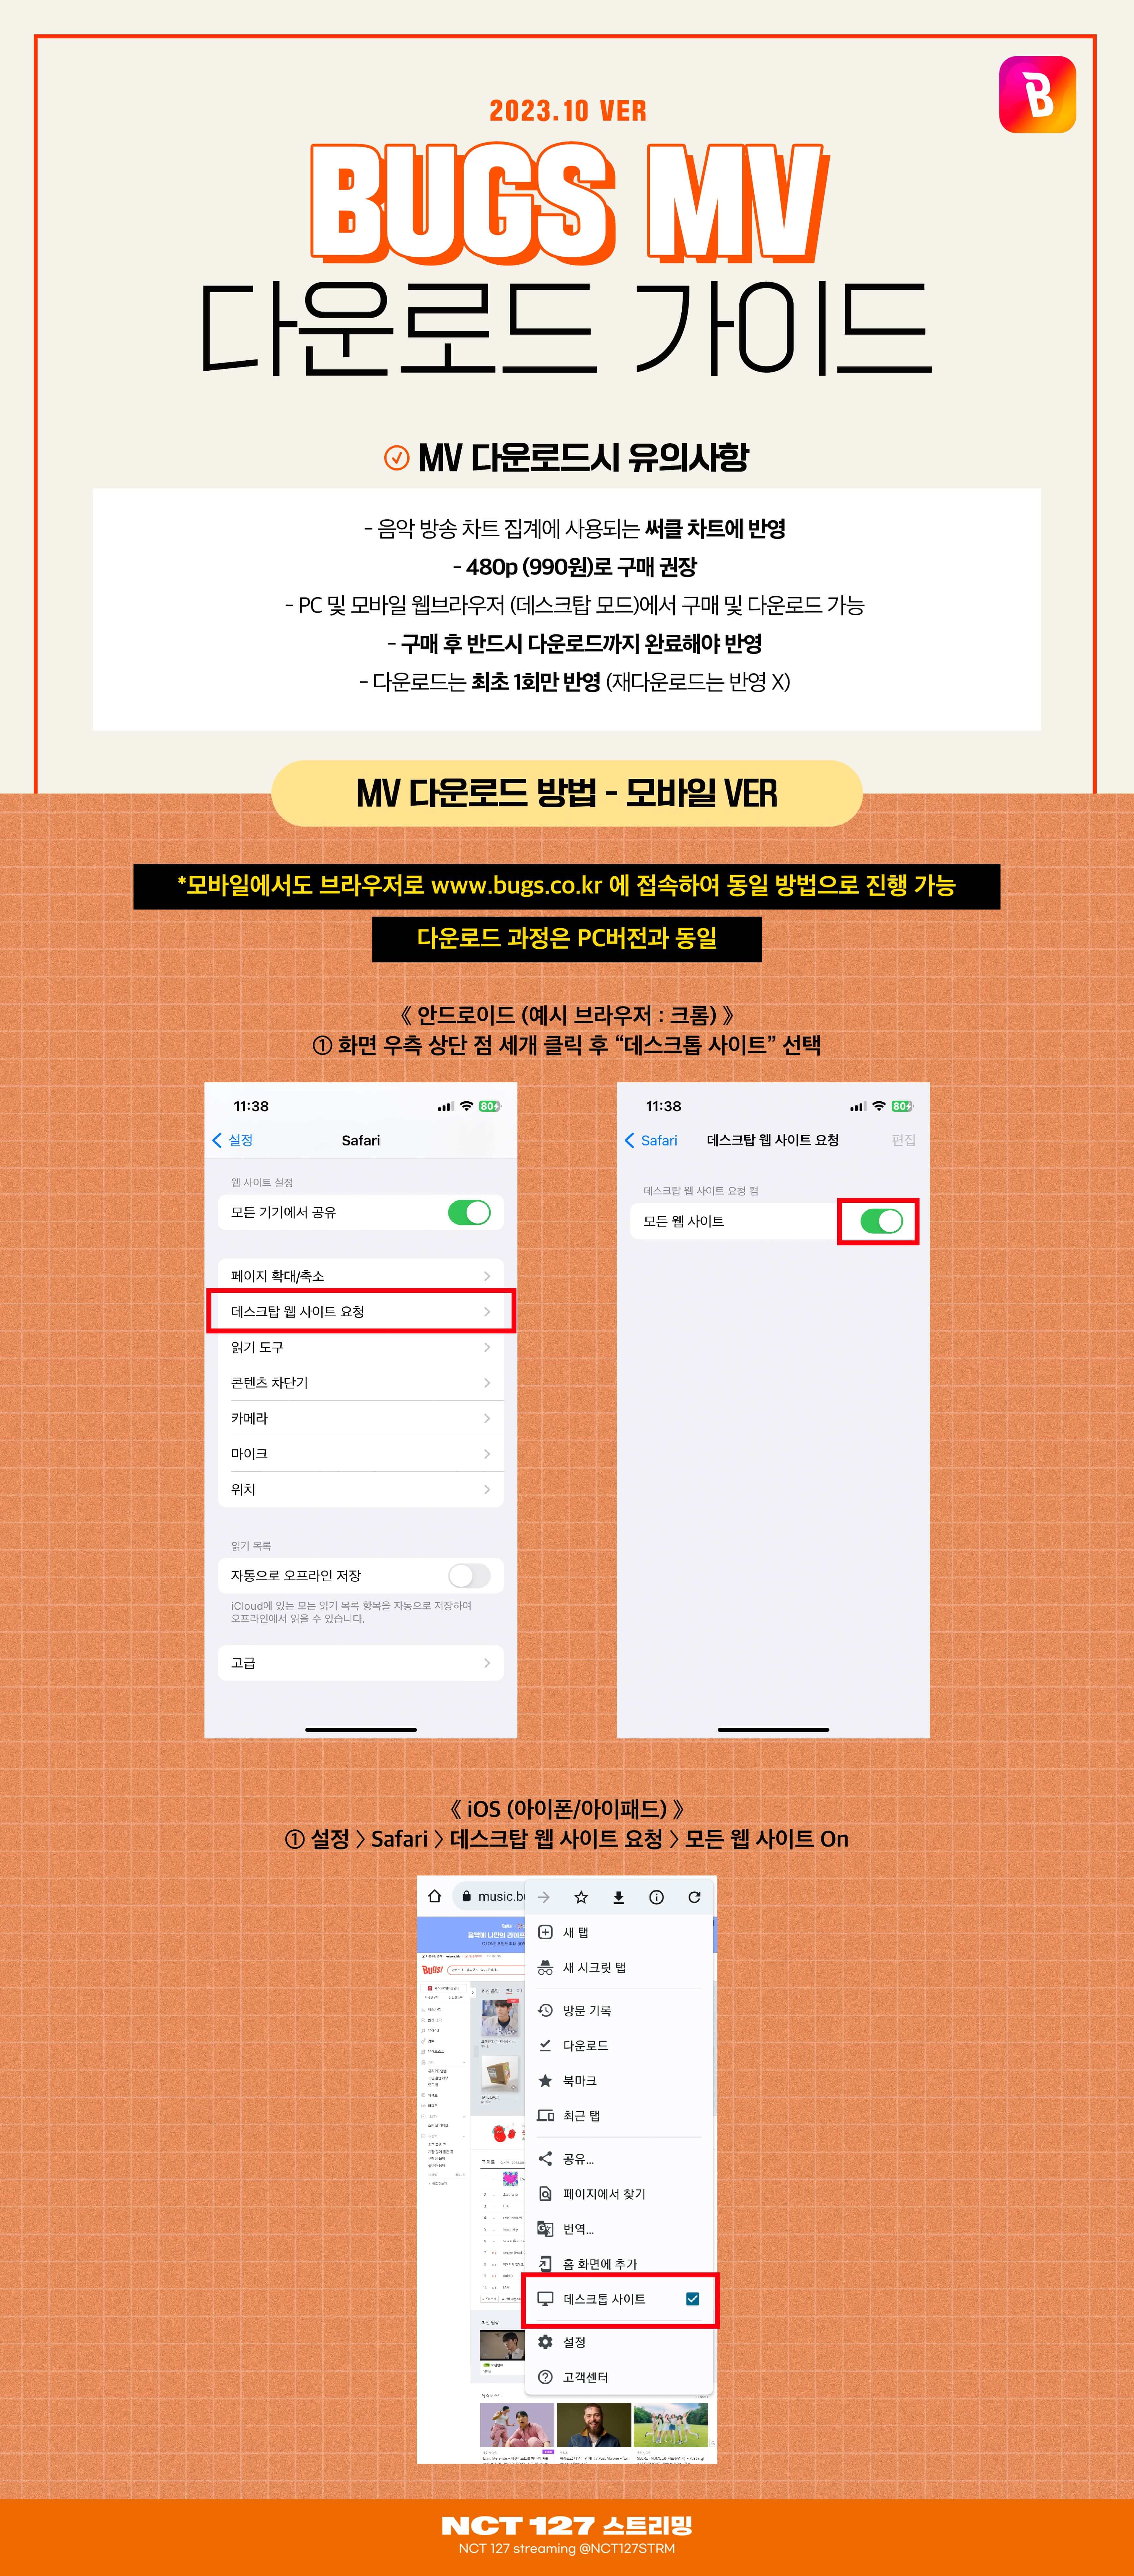 B
2023.10 VER
BUGS MV
다운로드 가이드
MV 다운로드시 유의사항
- 음악 방송 차트 집계에 사용되는 써클 차트에 반영
- 480p (990원)로 구매 권장
- PC 및 모바일 웹브라우저 (데스크탑 모드)에서 구매 및 다운로드 가능
- 구매 후 반드시 다운로드까지 완료해야 반영
- 다운로드는 최초 1회만 반영 (재다운로드는 반영 X)
MV 다운로드 방법 - 모바일 VER
*모바일에서도 브라우저로 www.bugs.co.kr 에 접속하여 동일 방법으로 진행 가능
다운로드 과정은 PC버전과 동일
《 안드로이드 (예시 브라우저 : 크롬) 》
① 화면 우측 상단 점 세개 클릭 후 “데스크톱 사이트” 선택
11:38
80
설정
Safari
웹 사이트 설정
모든 기기에서 공유
페이지 확대/축소
데스크탑 웹 사이트 요청
읽기 도구
콘텐츠 차단기
카메라
마이크
위치
읽기 목록
자동으로 오프라인 저장
iCloud에 있는 모든 읽기 목록 항목을 자동으로 저장하여
오프라인에서 읽을 수 있습니다.
고급
11:38
80
Safari
데스크탑 웹 사이트 요청
편집
데스크탑 웹 사이트 요청 켬
모든 웹 사이트
《 iOS (아이폰/아이패드) 》
① 설정 〉 Safari 〉 데스크탑 웹 사이트 요청 〉 모든 웹 사이트 On
music.b
BUGS!
새 탭
새 시크릿 탭
방문 기록
다운로드
북마크
최근 탭
공유...
페이지에서 찾기
번역...
홈 화면에 추가
데스크톱 사이트
설정
고객센터
NCT 127 스트리밍
NCT 127 streaming @NCT127STRM